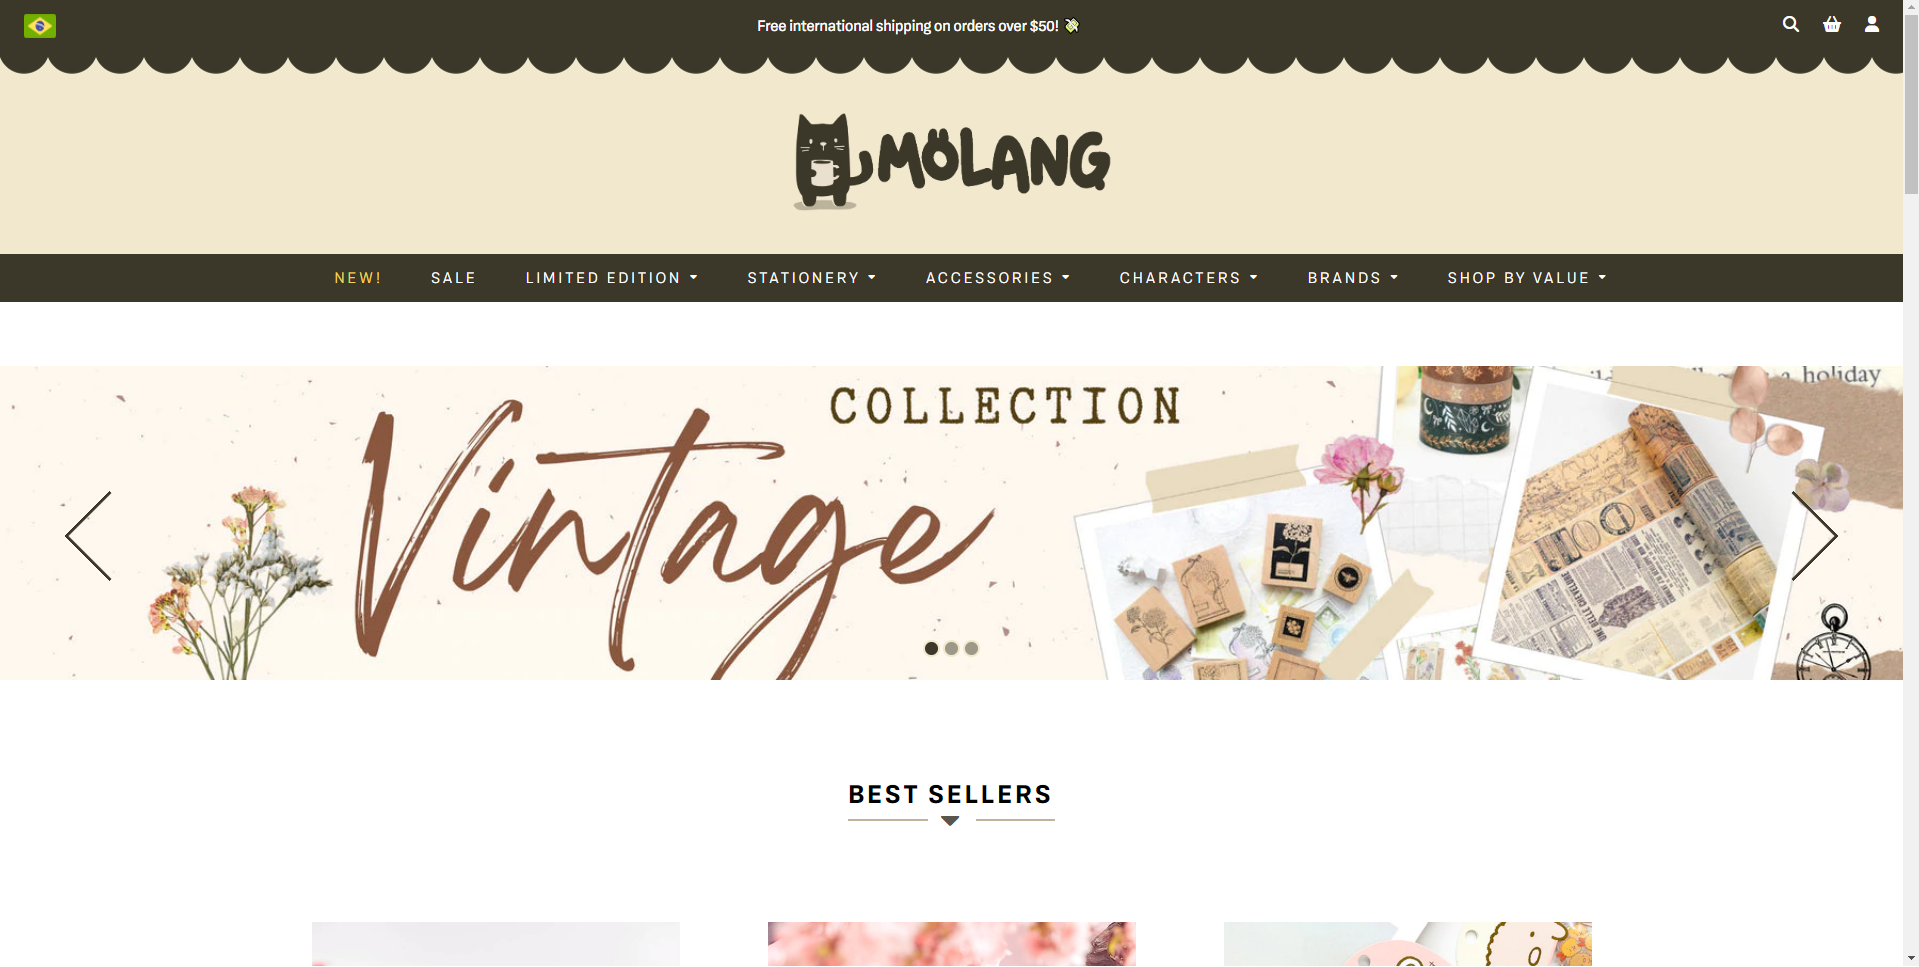 Free international shipping on orders over $50!
MOLANG
NEW! SALE LIMITED EDITION STATIONERY ACCESSORIES CHARACTERS BRANDS SHOP BY VALUE
COLLECTION
Vintage
a holiday
BEST SELLERS